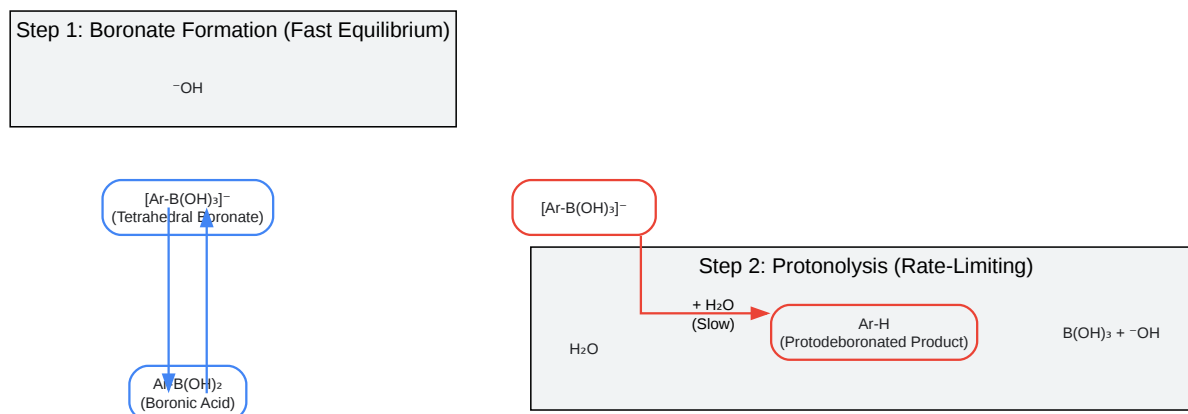 Step 1: Boronate Formation (Fast Equilibrium)
⁻OH
[Ar-B(OH)₃]⁻
(Tetrahedral Boronate)
[Ar-B(OH)₃]⁻
Step 2: Protonolysis (Rate-Limiting)
+ H₂O
(Slow)
Ar-H
(Protodeboronated Product)
B(OH)₃ + ⁻OH
H₂O
Ar-B(OH)₂
(Boronic Acid)